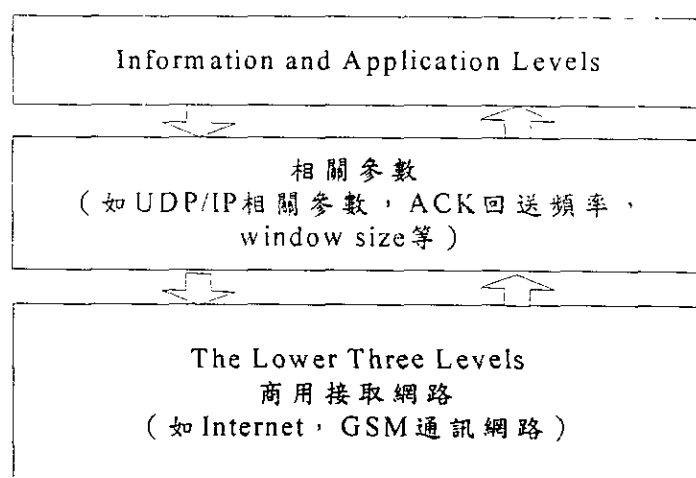 Information and Application Levels
相關參數
（如UDP/IP相關參數，ACK回送頻率、
window size等）
The Lower Three Levels
商用接取網路
（如Internet，GSM通訊網路）